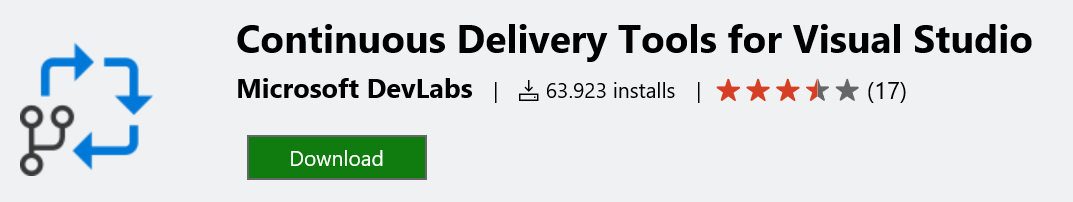 Continuous Delivery Tools for Visual Studio
Microsoft DevLabs | 63.923 installs | (17)
Download